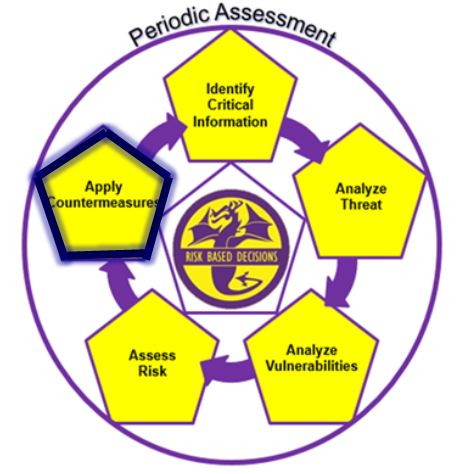 Periodic Assessment
Identify
Critical
Information
Analyze
Threat
Analyze
Vulnerabilities
Assess
Risk
Apply
Countermeasures
RISK BASED DECISIONS